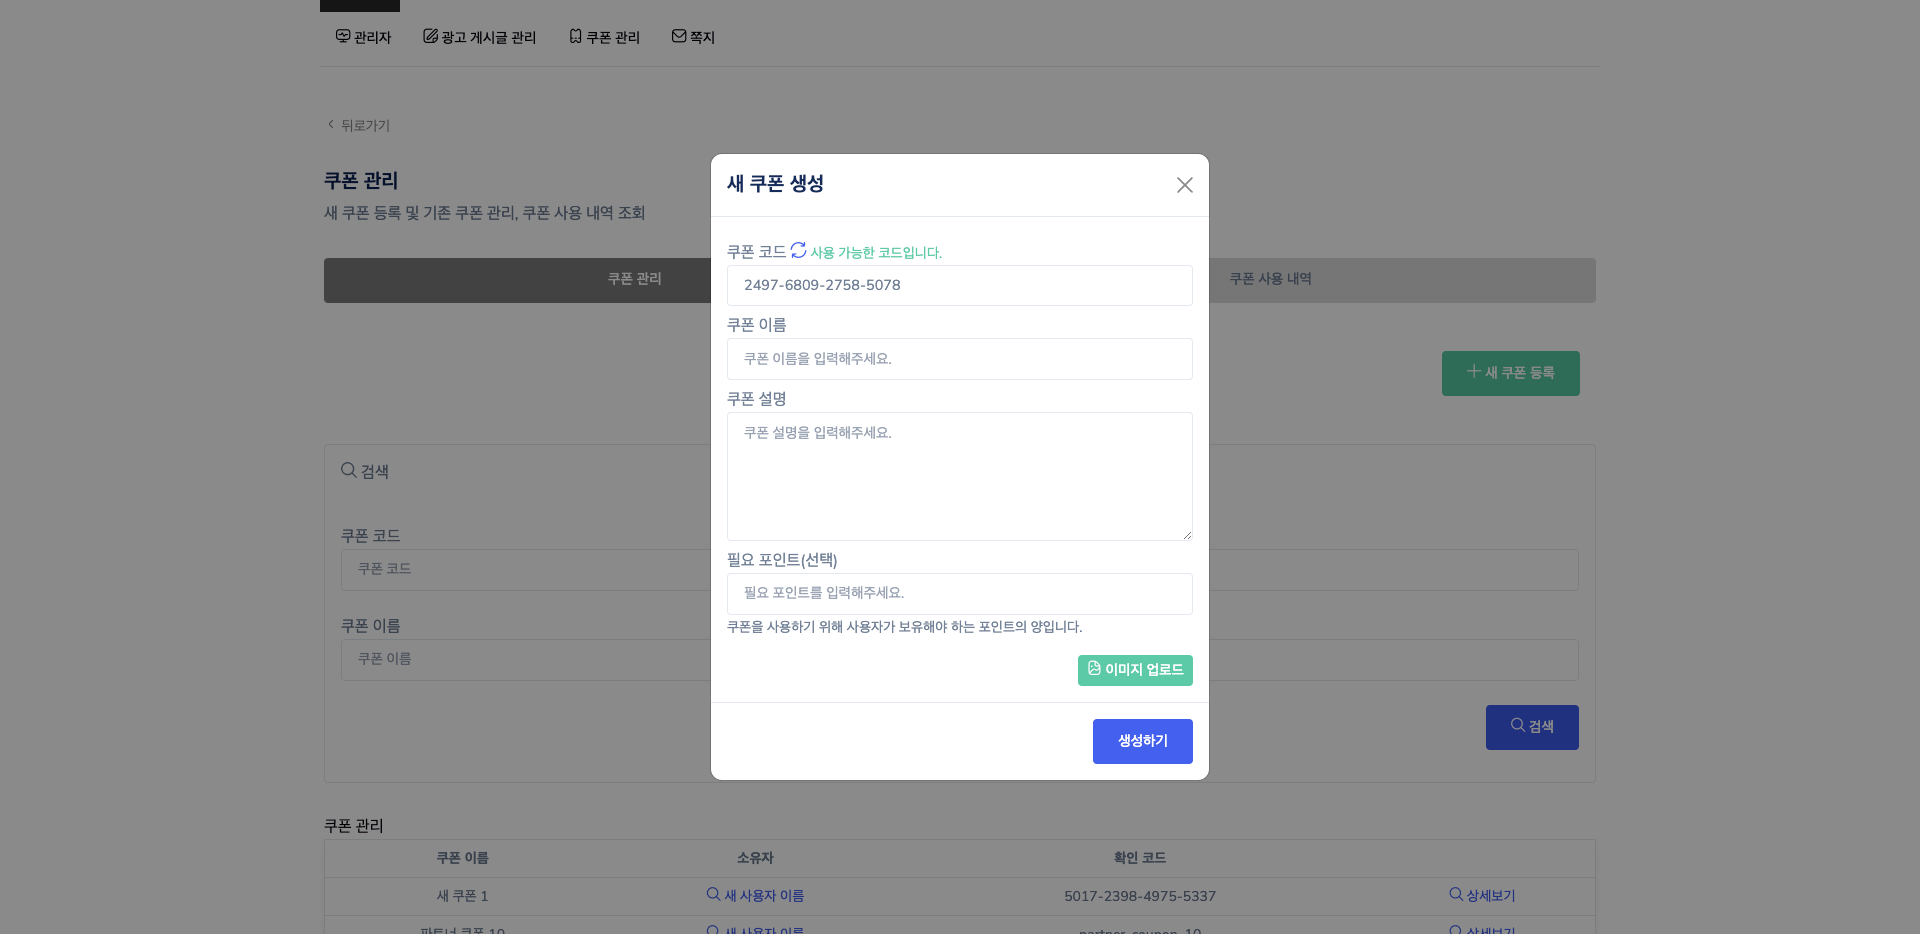 관리자 광고 게시글 관리 쿠폰 관리 쪽지
뒤로가기
쿠폰 관리
새 쿠폰 등록 및 기존 쿠폰 관리, 쿠폰 사용 내역 조회
쿠폰 관리 쿠폰 사용 내역
새 쿠폰 등록
검색
쿠폰 코드
쿠폰 코드
쿠폰 이름
쿠폰 이름
검색
새 쿠폰 생성
쿠폰 코드 사용 가능한 코드입니다.
2497-6809-2758-5078
쿠폰 이름
쿠폰 이름을 입력해주세요.
쿠폰 설명
쿠폰 설명을 입력해주세요.
필요 포인트(선택)
필요 포인트를 입력해주세요.
쿠폰을 사용하기 위해 사용자가 보유해야 하는 포인트의 양입니다.
이미지 업로드
생성하기
쿠폰 관리
쿠폰 이름 소유자 확인 코드
새 쿠폰 1 새 사용자 이름 5017-2398-4975-5337 상세보기
파트너 쿠폰 10 새 사용자 이름 partner-coupon-10 상세보기